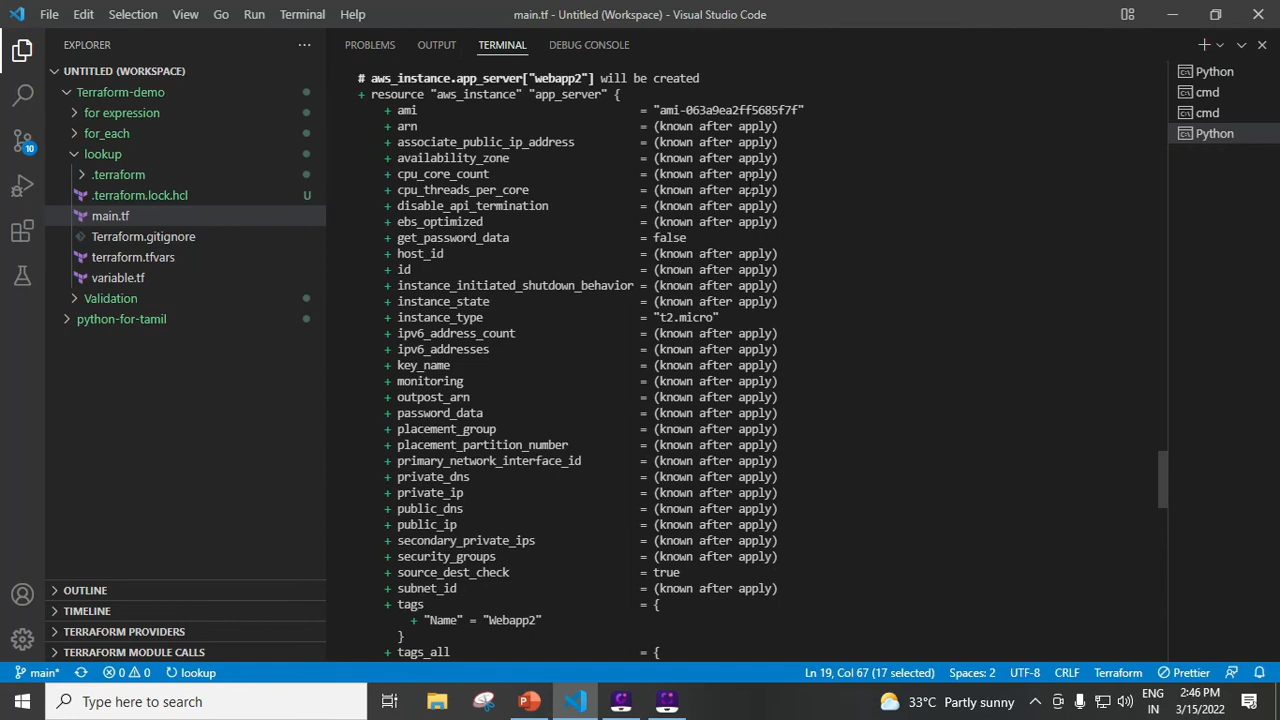 File Edit Selection View Go Run Terminal Help main.tf - Untitled (Workspace) - Visual Studio Code
EXPLORER
UNTITLED (WORKSPACE)
Terraform-demo
for expression
for_each
lookup
.terraform
.terraform.lock.hcl U
main.tf
Terraform.gitignore
terraform.tfvars
variable.tf
Validation
python-for-tamil
OUTLINE
TIMELINE
TERRAFORM PROVIDERS
TERRAFORM MODULE CALLS
10
PROBLEMS OUTPUT TERMINAL DEBUG CONSOLE
# aws_instance.app_server["webapp2"] will be created
+ resource "aws_instance" "app_server" {
+ ami = "ami-063a9ea2ff5685f7f"
+ arn = (known after apply)
+ associate_public_ip_address = (known after apply)
+ availability_zone = (known after apply)
+ cpu_core_count = (known after apply)
+ cpu_threads_per_core = (known after apply)
+ disable_api_termination = (known after apply)
+ ebs_optimized = (known after apply)
+ get_password_data = false
+ host_id = (known after apply)
+ id = (known after apply)
+ instance_initiated_shutdown_behavior = (known after apply)
+ instance_state = (known after apply)
+ instance_type = "t2.micro"
+ ipv6_address_count = (known after apply)
+ ipv6_addresses = (known after apply)
+ key_name = (known after apply)
+ monitoring = (known after apply)
+ outpost_arn = (known after apply)
+ password_data = (known after apply)
+ placement_group = (known after apply)
+ placement_partition_number = (known after apply)
+ primary_network_interface_id = (known after apply)
+ private_dns = (known after apply)
+ private_ip = (known after apply)
+ public_dns = (known after apply)
+ public_ip = (known after apply)
+ secondary_private_ips = (known after apply)
+ security_groups = (known after apply)
+ source_dest_check = true
+ subnet_id = (known after apply)
+ tags = {
+ "Name" = "Webapp2"
}
+ tags_all = {
Python
cmd
cmd
Python
main* 0 0 lookup Ln 19, Col 67 (17 selected) Spaces: 2 UTF-8 CRLF Terraform Prettier
Type here to search 33°C Partly sunny ENG IN 2:46 PM 3/15/2022